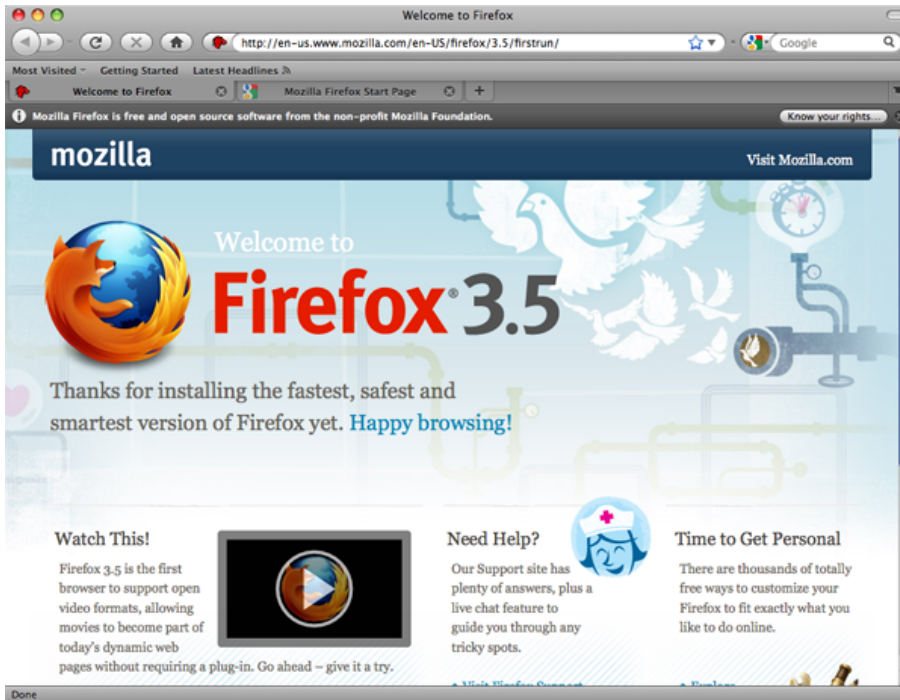 Welcome to Firefox
http://en-us.www.mozilla.com/en-US/firefox/3.5/firstrun/
Google
Most Visited Getting Started Latest Headlines
Welcome to Firefox Mozilla Firefox Start Page +
Mozilla Firefox is free and open source software from the non-profit Mozilla Foundation. Know your rights...
mozilla Visit Mozilla.com
Welcome to
Firefox® 3.5
Thanks for installing the fastest, safest and
smartest version of Firefox yet. Happy browsing!
Watch This!
Firefox 3.5 is the first
browser to support open
video formats, allowing
movies to become part of
today's dynamic web
pages without requiring a plug-in. Go ahead – give it a try.
Need Help?
Our Support site has
plenty of answers, plus a
live chat feature to
guide you through any
tricky spots.
Visit Firefox Support
Time to Get Personal
There are thousands of totally
free ways to customize your
Firefox to fit exactly what you
like to do online.
Explore
Done